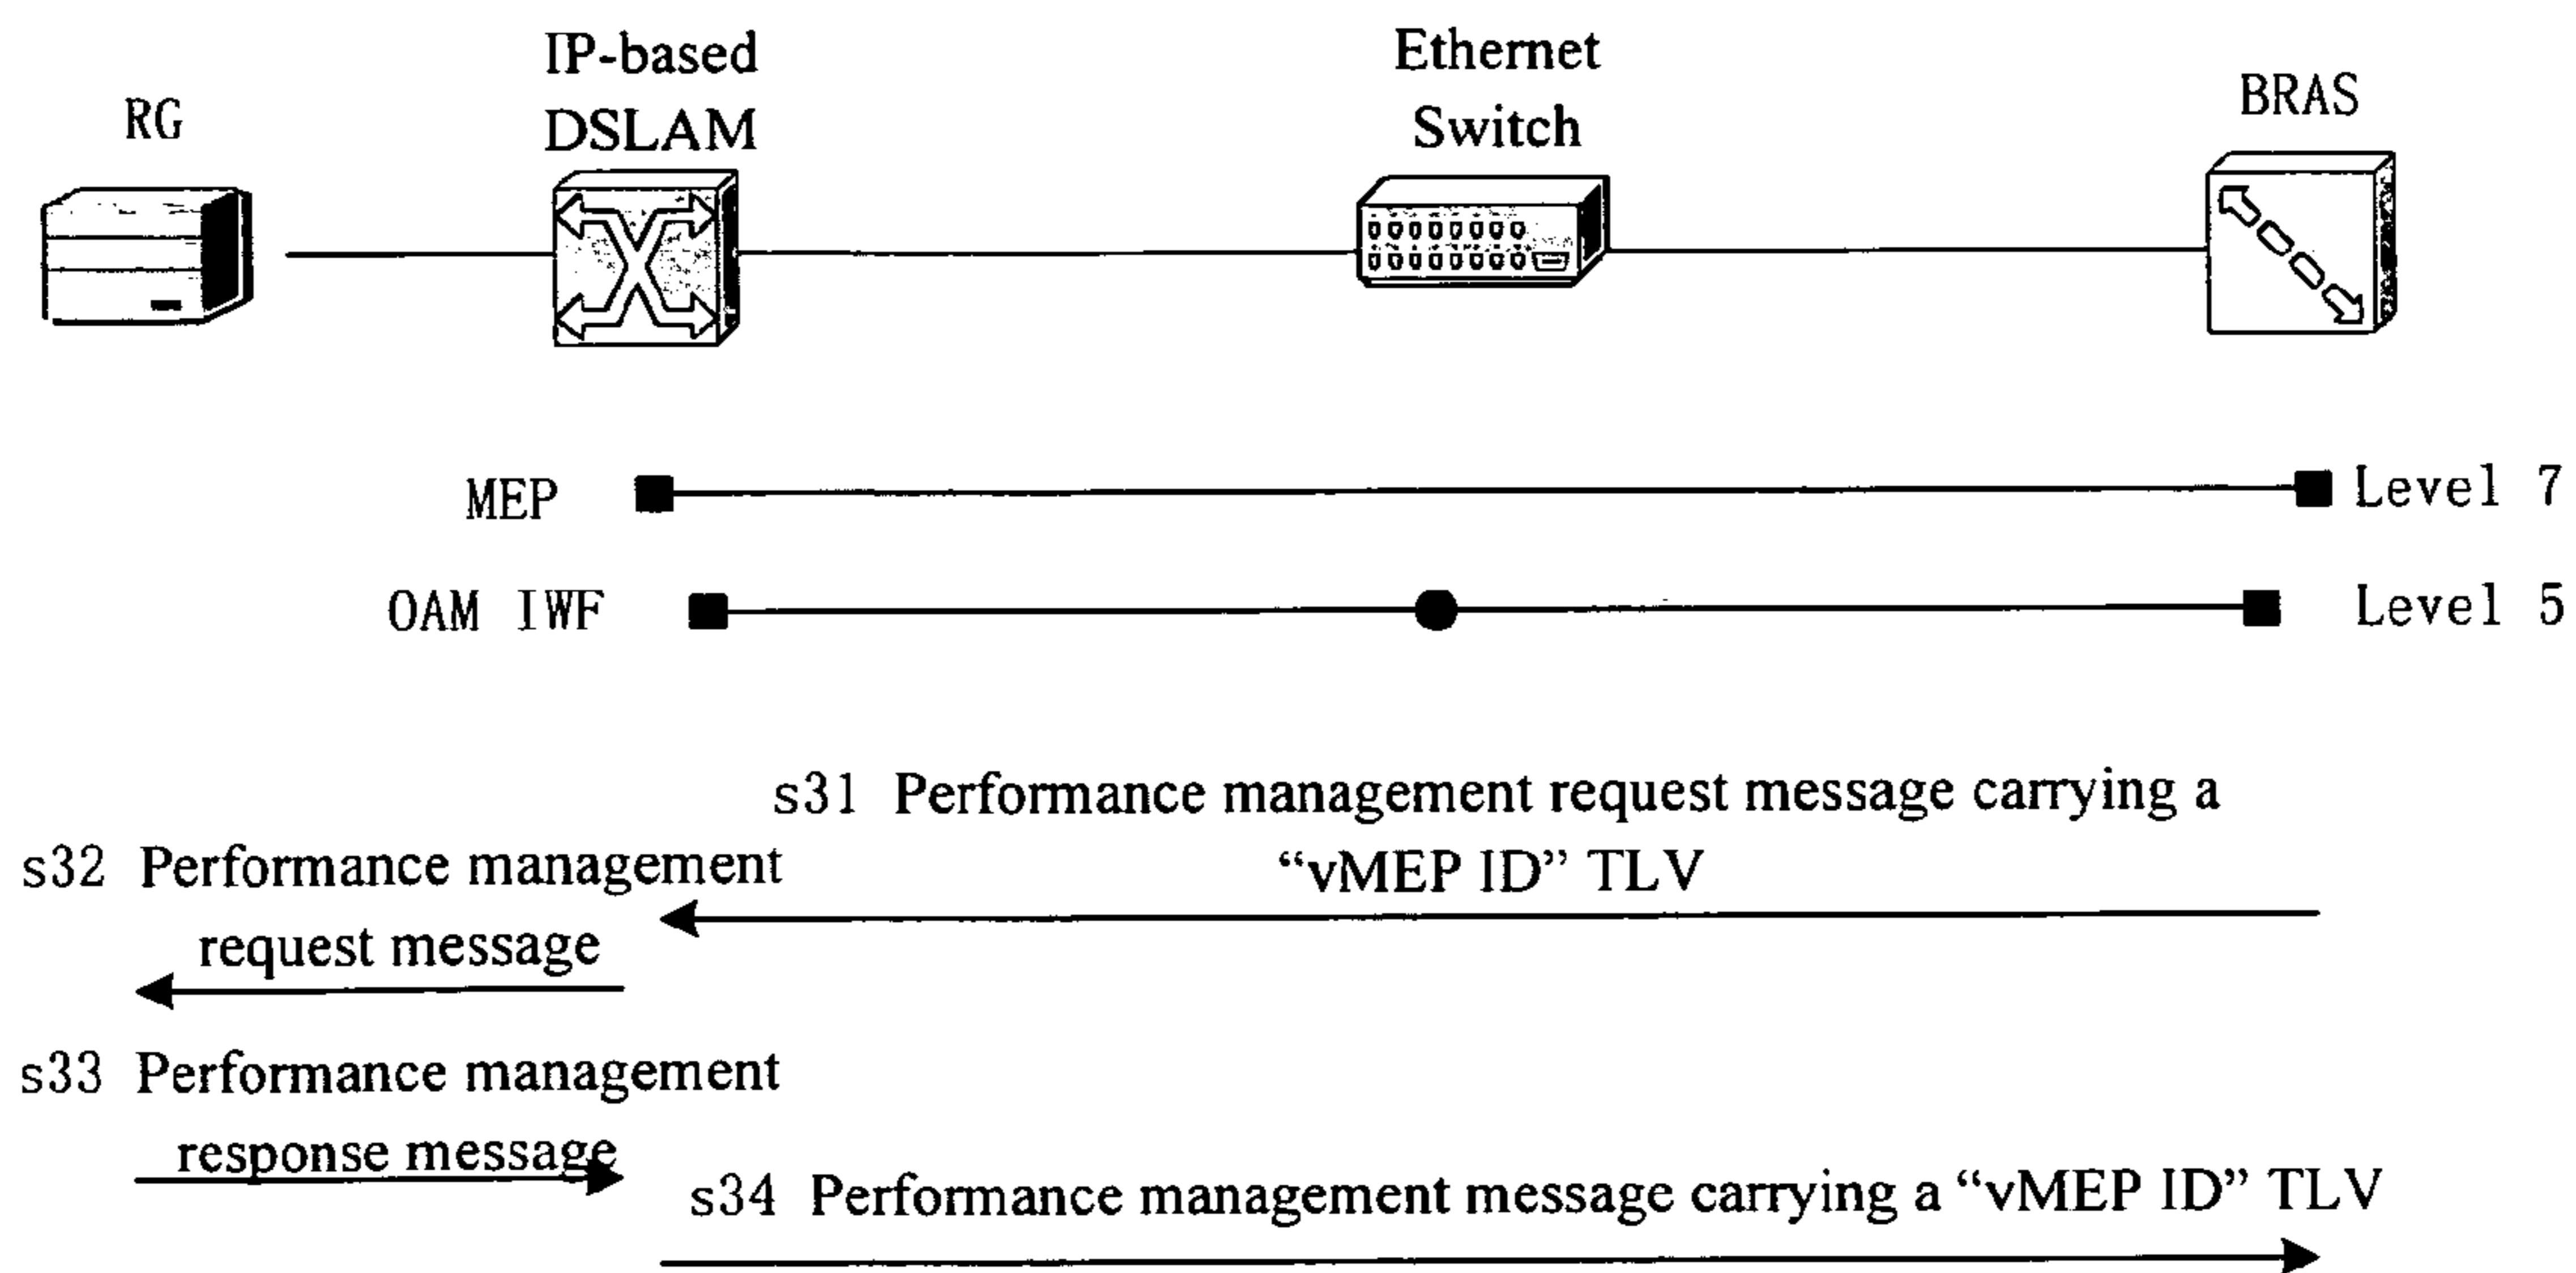 RG
IP-based
DSLAM
Ethernet
Switch
BRAS
MEP
Level 7
OAM IWF
Level 5
s31 Performance management request message carrying a
“vMEP ID” TLV
s32 Performance management
request message
s33 Performance management
response message
s34 Performance management message carrying a “vMEP ID” TLV